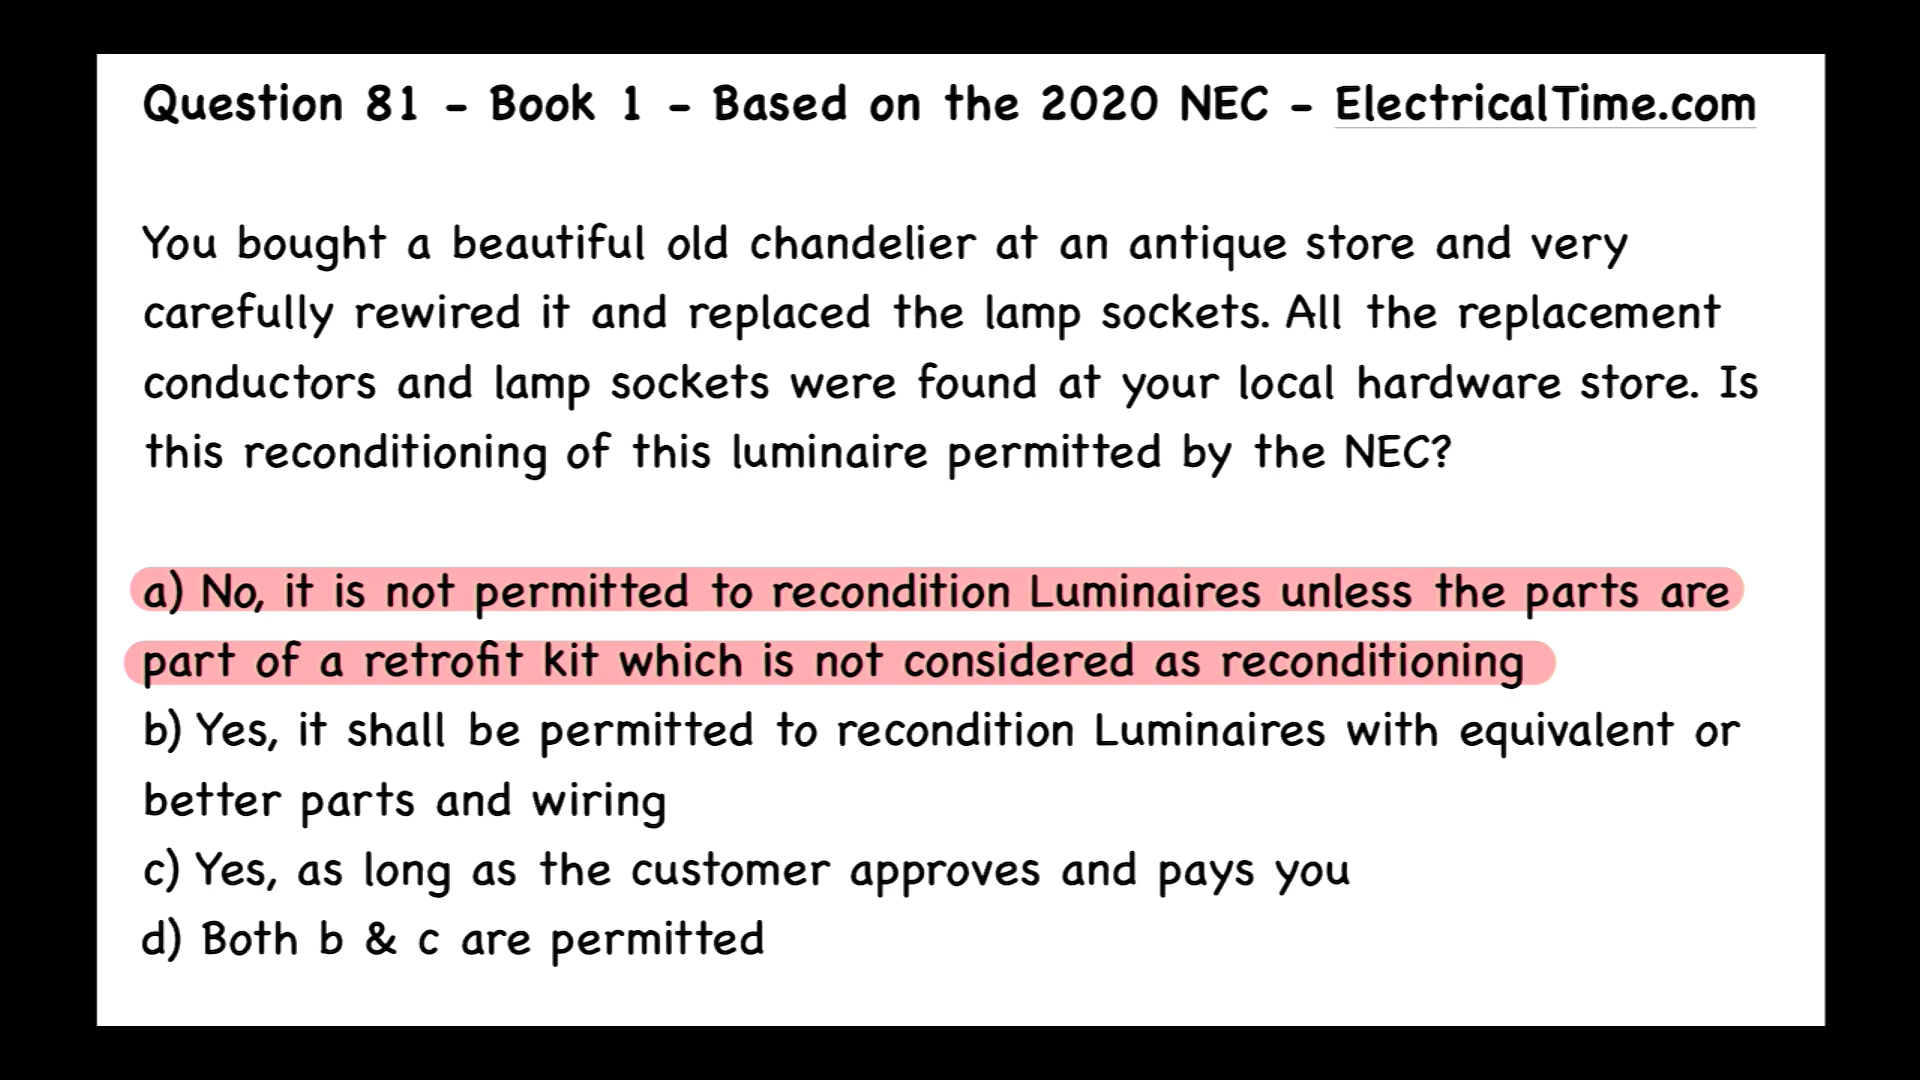 Question 81 - Book 1 - Based on the 2020 NEC - ElectricalTime.com
You bought a beautiful old chandelier at an antique store and very
carefully rewired it and replaced the lamp sockets. All the replacement
conductors and lamp sockets were found at your local hardware store. Is
this reconditioning of this luminaire permitted by the NEC?
a) No, it is not permitted to recondition Luminaires unless the parts are
part of a retrofit kit which is not considered as reconditioning
b) Yes, it shall be permitted to recondition Luminaires with equivalent or
better parts and wiring
c) Yes, as long as the customer approves and pays you
d) Both b & c are permitted